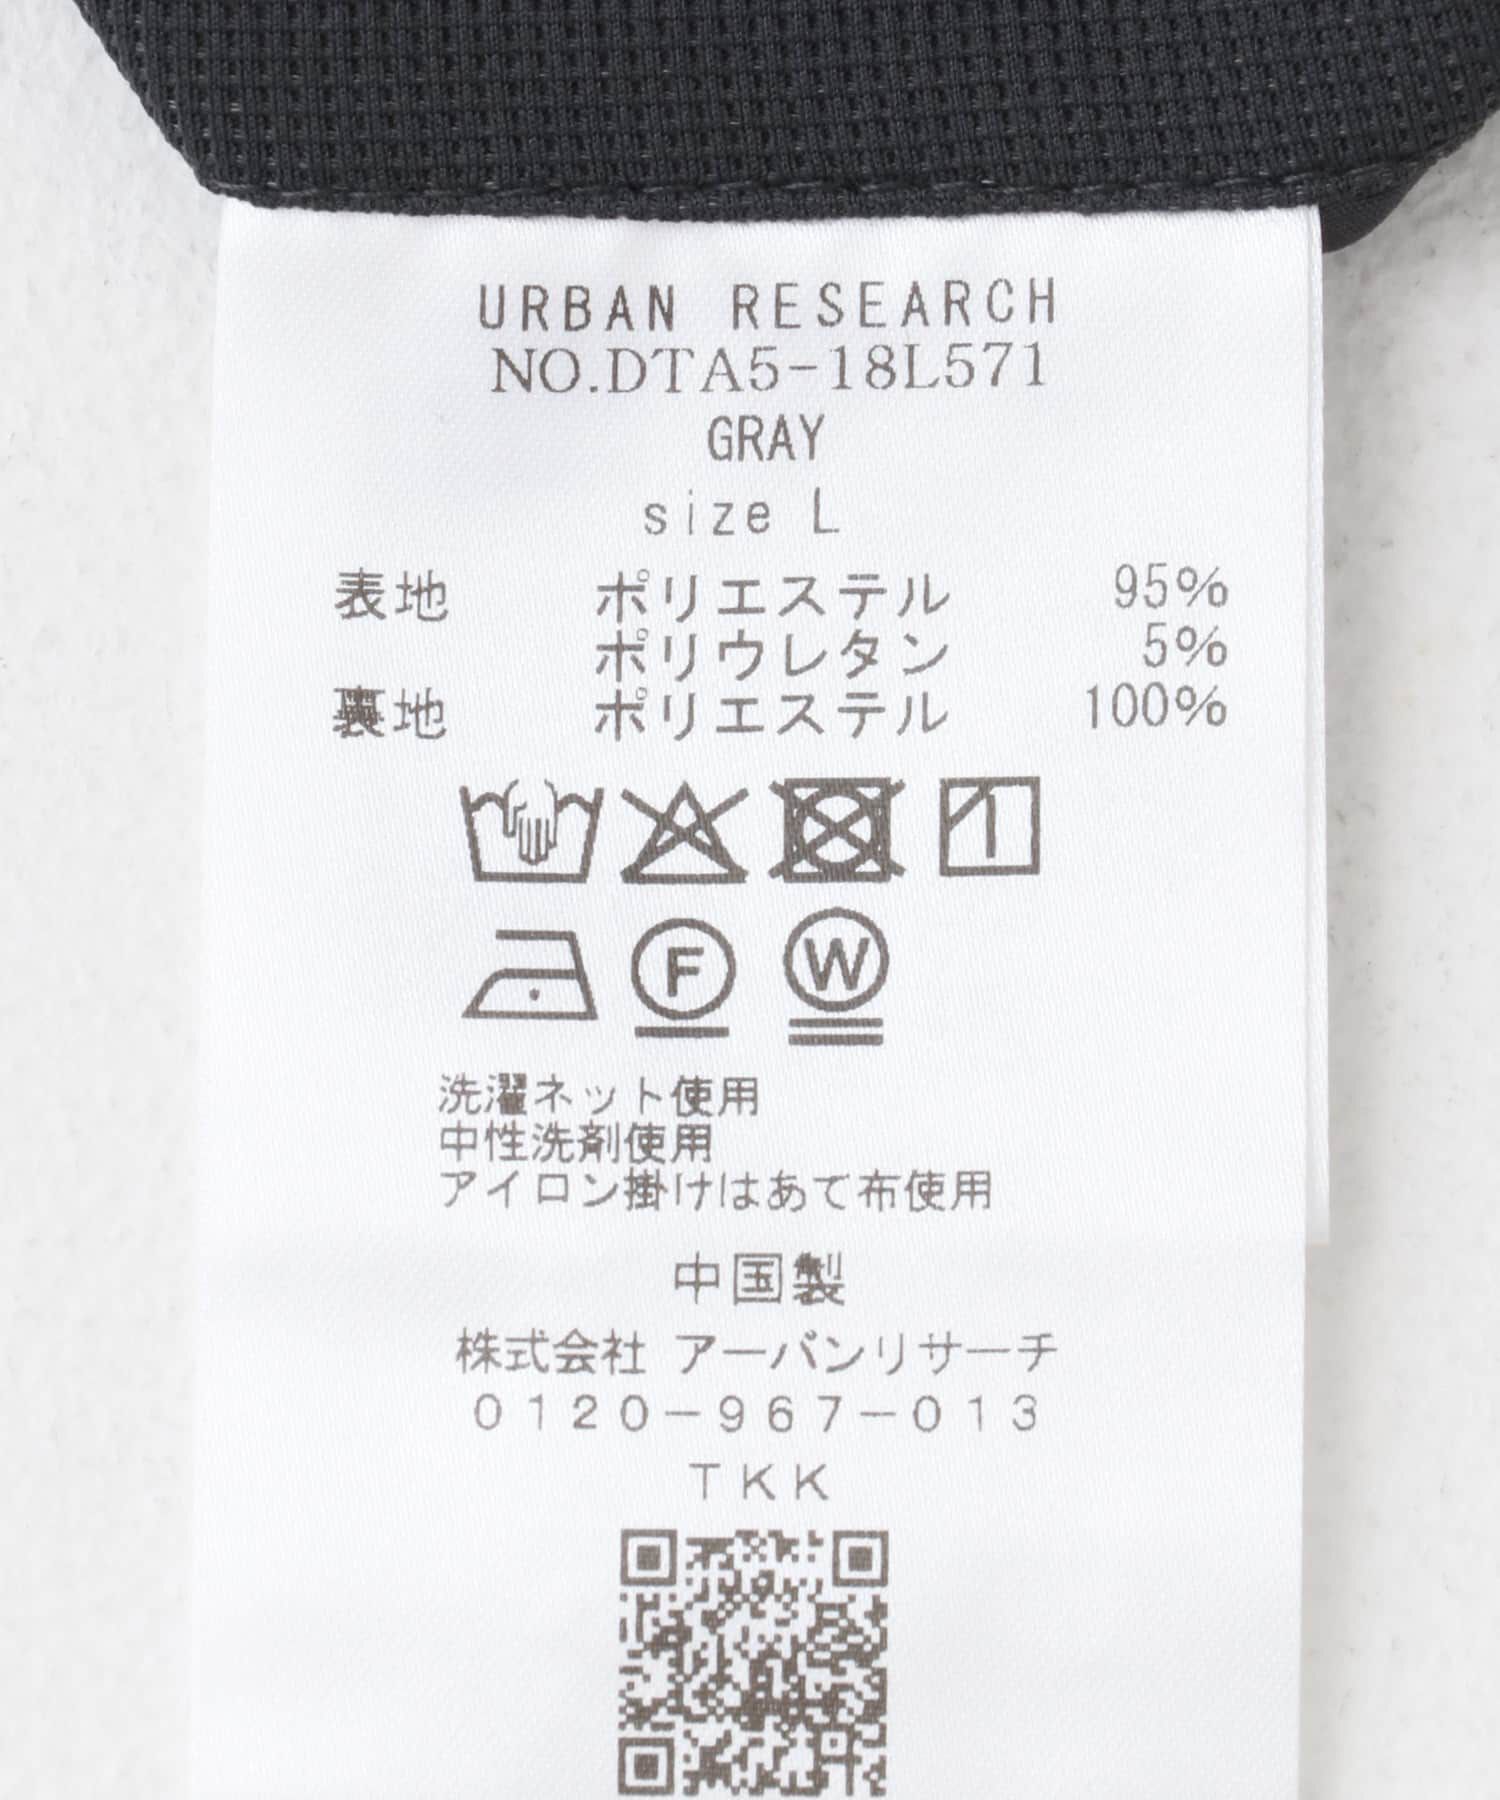 URBAN RESEARCH
NO.DTA5-18L571
GRAY
size L
表地 ポリエステル 95%
ポリウレタン 5%
裏地 ポリエステル 100%
F W
洗濯ネット使用
中性洗剤使用
アイロン掛けはあて布使用
中国製
株式会社 アーバンリサーチ
0120-967-013
TKK